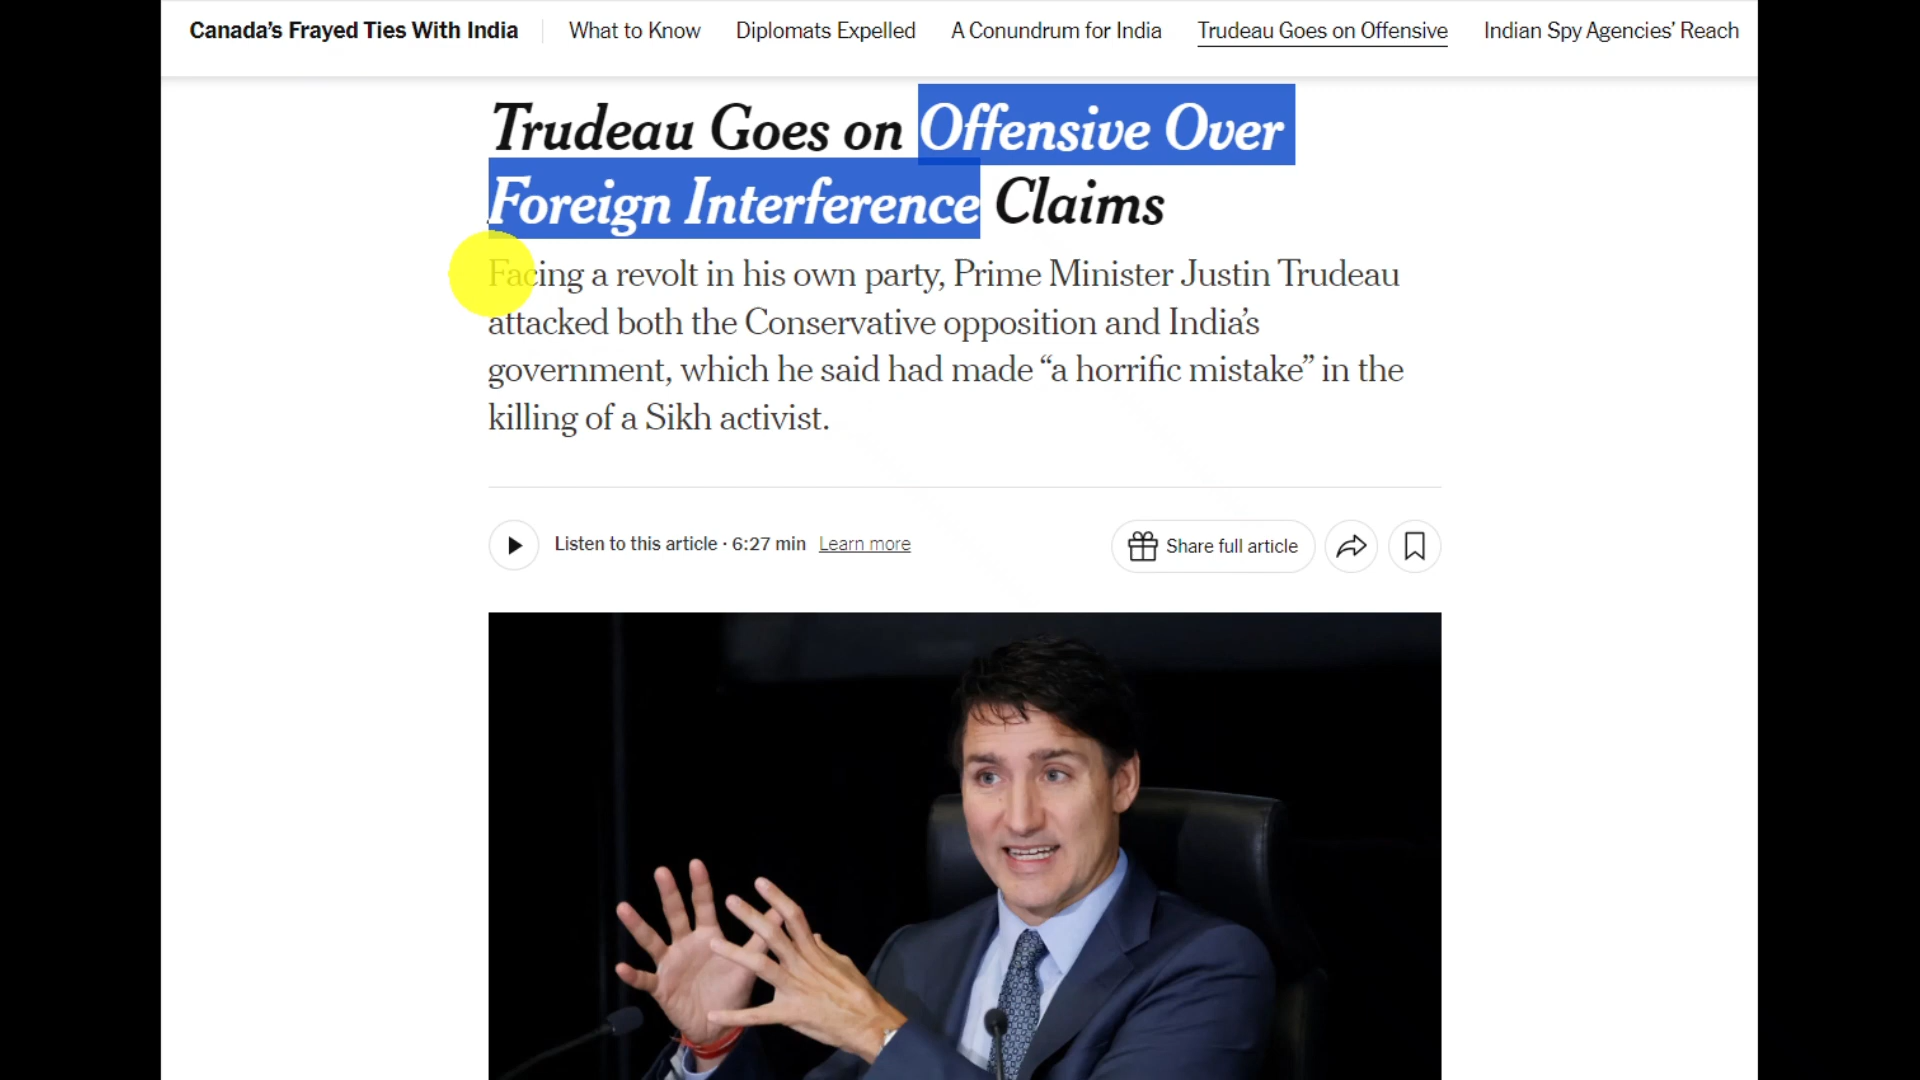 Canada’s Frayed Ties With India What to Know Diplomats Expelled A Conundrum for India Trudeau Goes on Offensive Indian Spy Agencies’ Reach
Trudeau Goes on Offensive Over
Foreign Interference Claims
Facing a revolt in his own party, Prime Minister Justin Trudeau
attacked both the Conservative opposition and India’s
government, which he said had made “a horrific mistake” in the
killing of a Sikh activist.
Listen to this article · 6:27 min Learn more Share full article